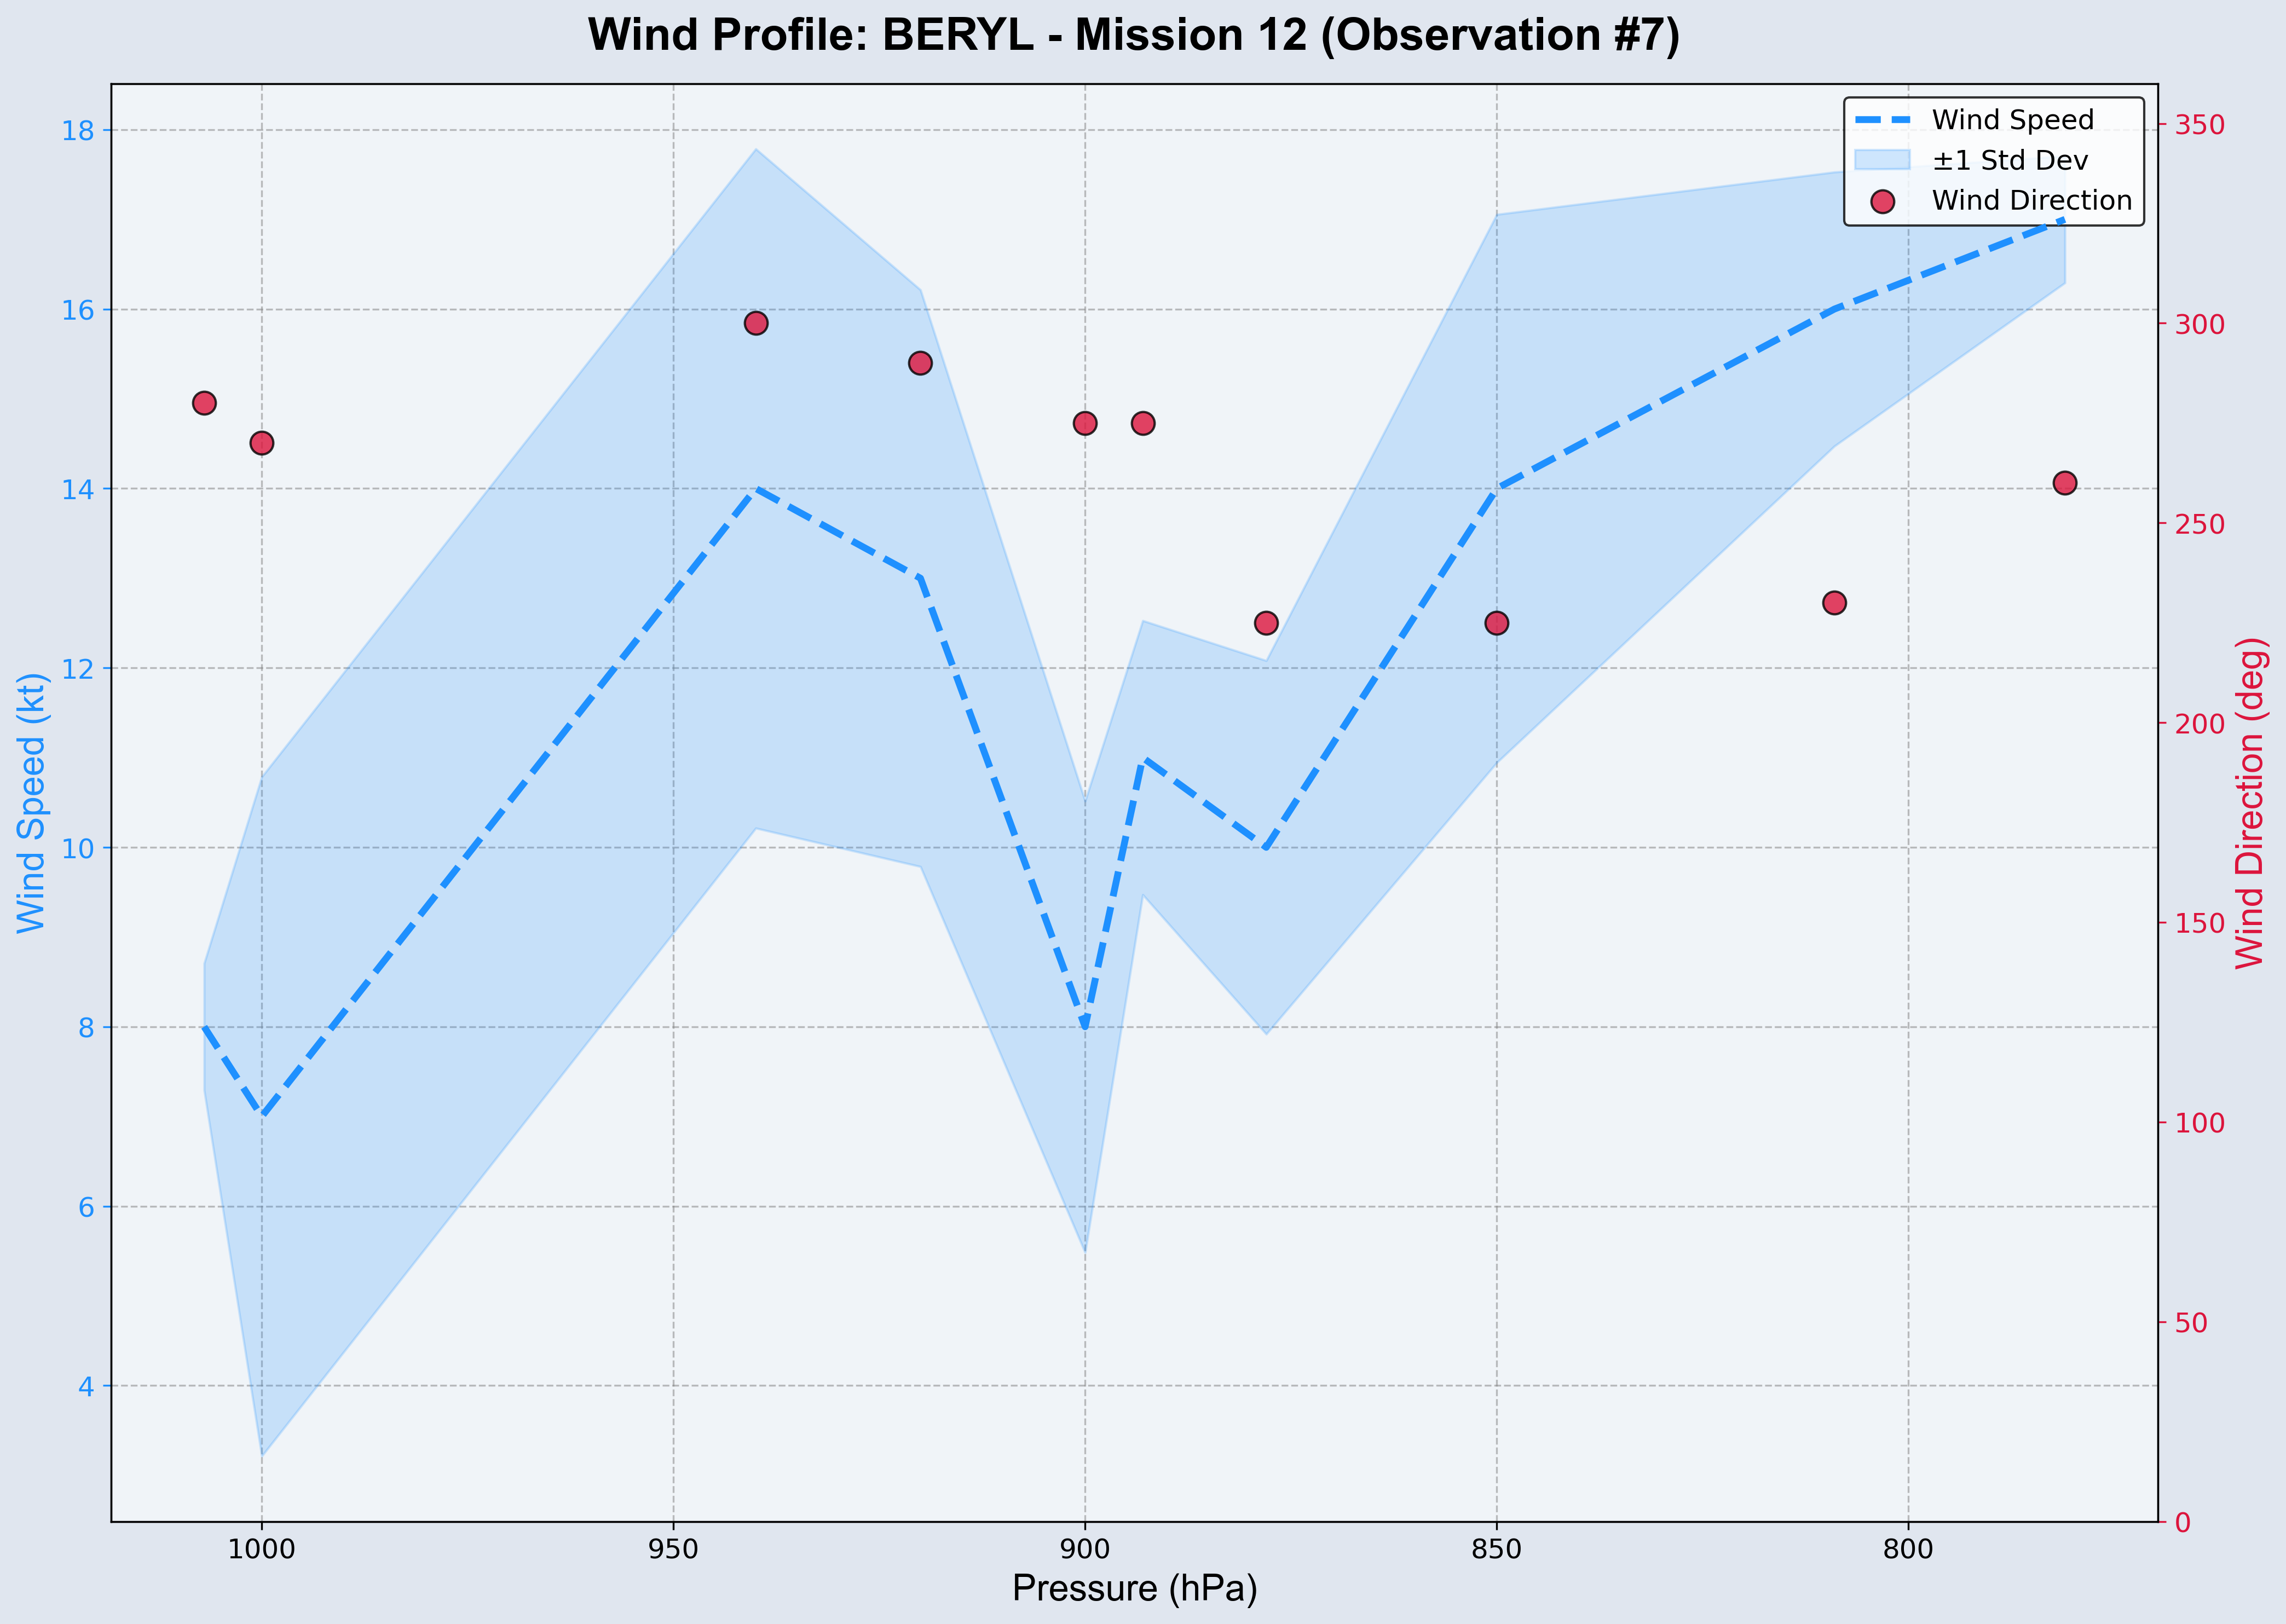 Wind Profile: BERYL - Mission 12 (Observation #7)
Wind Speed
±1 Std Dev
Wind Direction
Wind Speed (kt)
18
16
14
12
10
8
6
4
350
300
250
200
150
100
50
0
Wind Direction (deg)
1000 950 900 850 800
Pressure (hPa)